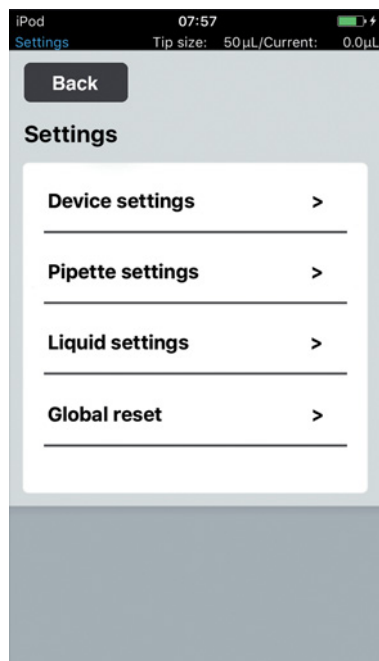 iPod 07:57
Settings Tip size: 50µL/Current: 0.0µL
Back
Settings
Device settings >
Pipette settings >
Liquid settings >
Global reset >